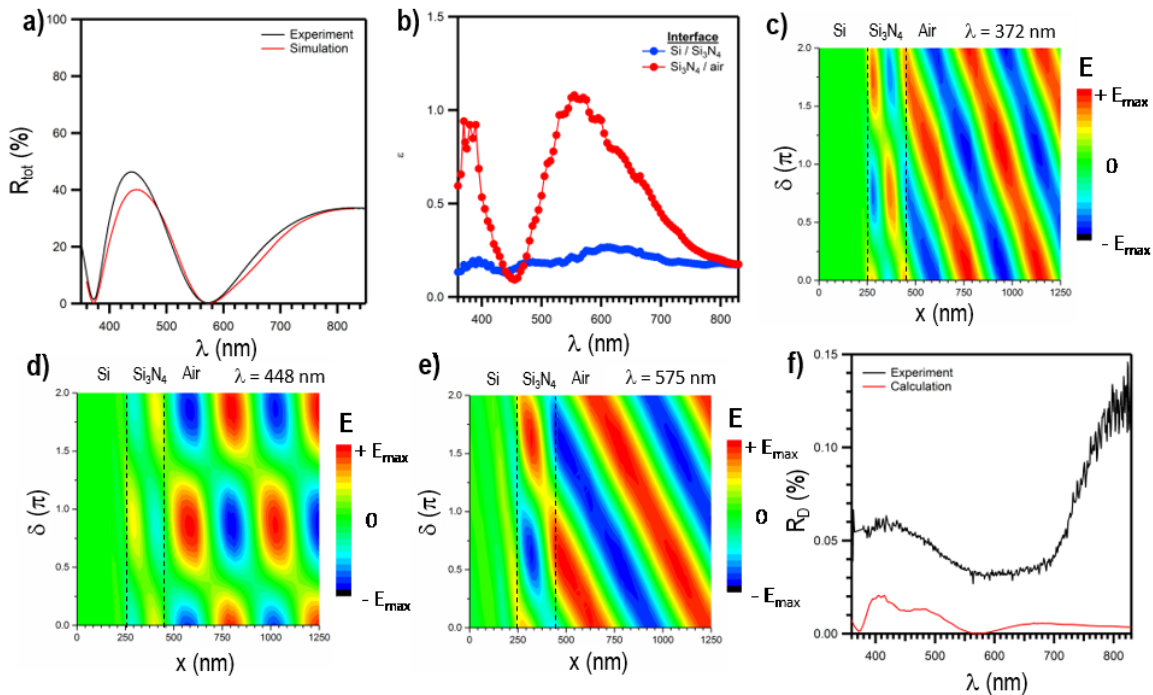 a)
100
80
60
40
20
0
R_tot (%)
Experiment
Simulation
400 500 600 700 800
λ (nm)
b)
1.5
1.0
0.5
0.0
ε
Interface
Si / Si₃N₄
Si₃N₄ / air
400 500 600 700 800
λ (nm)
c)
Si Si₃N₄ Air λ = 372 nm
2.0
1.5
1.0
0.5
0.0
δ (π)
0 250 500 750 1000 1250
x (nm)
E
+ E_max
0
- E_max
d)
Si Si₃N₄ Air λ = 448 nm
2.0
1.5
1.0
0.5
0.0
δ (π)
0 250 500 750 1000 1250
x (nm)
E
+ E_max
0
- E_max
e)
Si Si₃N₄ Air λ = 575 nm
2.0
1.5
1.0
0.5
0.0
δ (π)
0 250 500 750 1000 1250
x (nm)
E
+ E_max
0
- E_max
f)
0.15
0.10
0.05
0.00
R_D (%)
Experiment
Calculation
400 500 600 700 800
λ (nm)